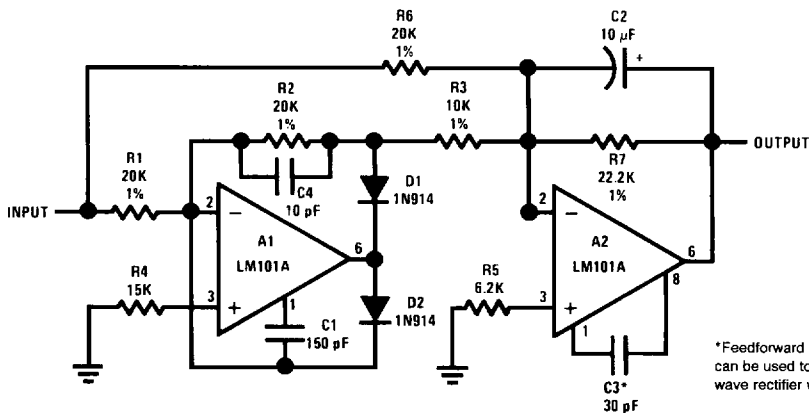 R6
20K
1%
C2
10 μF
+
R2
20K
1%
R3
10K
1%
R1
20K
1%
INPUT
C4
10 pF
D1
1N914
R7
22.2K
1%
OUTPUT
2
−
A1
LM101A
6
3
+
1
R4
15K
D2
1N914
C1
150 pF
2
−
A2
LM101A
6
8
3
+
1
R5
6.2K
C3*
30 pF
*Feedforward
can be used to
wave rectifier